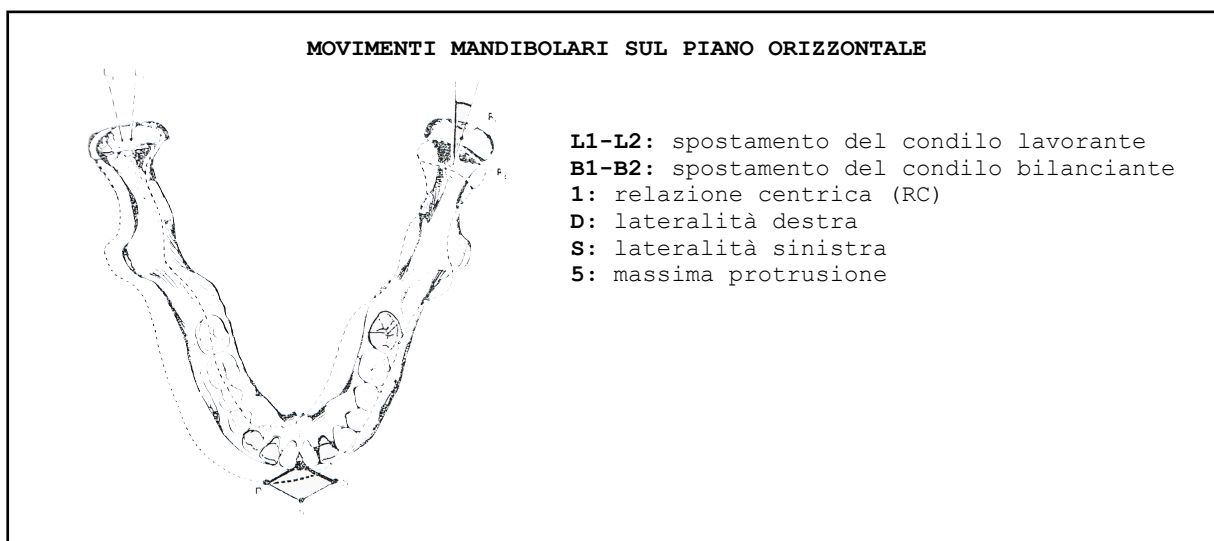 MOVIMENTI MANDIBOLARI SUL PIANO ORIZZONTALE
L1-L2: spostamento del condilo lavorante
B1-B2: spostamento del condilo bilanciante
1: relazione centrica (RC)
D: lateralità destra
S: lateralità sinistra
5: massima protrusione